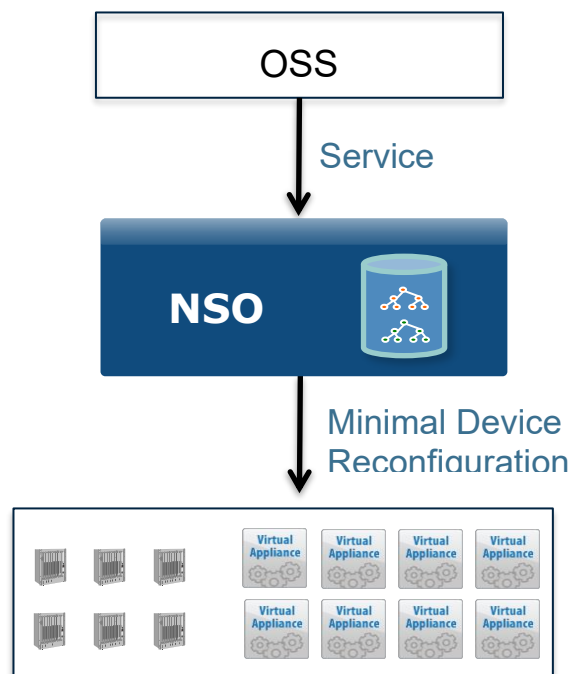 OSS
Service
NSO
Minimal Device
Reconfiguration
Virtual Appliance
Virtual Appliance
Virtual Appliance
Virtual Appliance
Virtual Appliance
Virtual Appliance
Virtual Appliance
Virtual Appliance